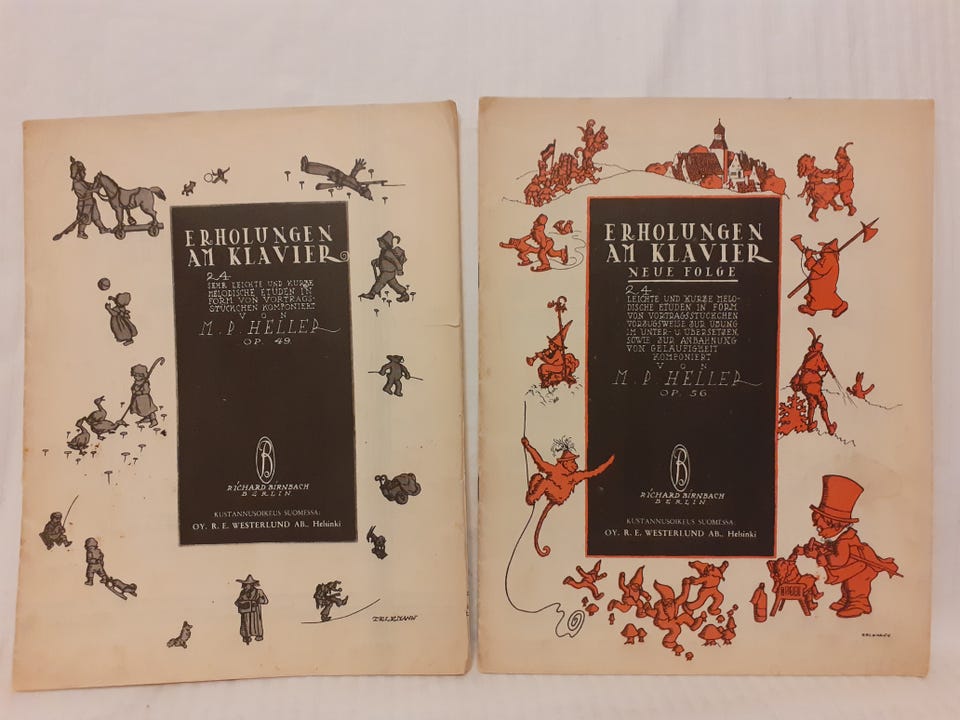 ERHOLUNGEN
AM KLAVIER
24
SEHR LEICHTE UND KURZE
MELODISCHE ETUDEN IN
FORM VON VORTRAGS-
STÜCKCHEN KOMPONIERT
VON
M. P. HELLER
OP. 49.
B
RICHARD BIRNBACH
BERLIN
KUSTANNUSOIKEUS SUOMESSA:
OY. R. E. WESTERLUND AB., Helsinki
ERHOLUNGEN
AM KLAVIER
NEUE FOLGE
24
LEICHTE UND KURZE MELO-
DISCHE ETUDEN IN FORM
VON VORTRAGSSTÜCKCHEN
VORZUGSWEISE ZUR ÜBUNG
IM UNTER- U. ÜBERSETZEN,
SOWIE ZUR ANBAHNUNG
VON GELÄUFIGKEIT
KOMPONIERT
VON
M. P. HELLER
OP. 56
B
RICHARD BIRNBACH
BERLIN
KUSTANNUSOIKEUS SUOMESSA:
OY. R. E. WESTERLUND AB., Helsinki